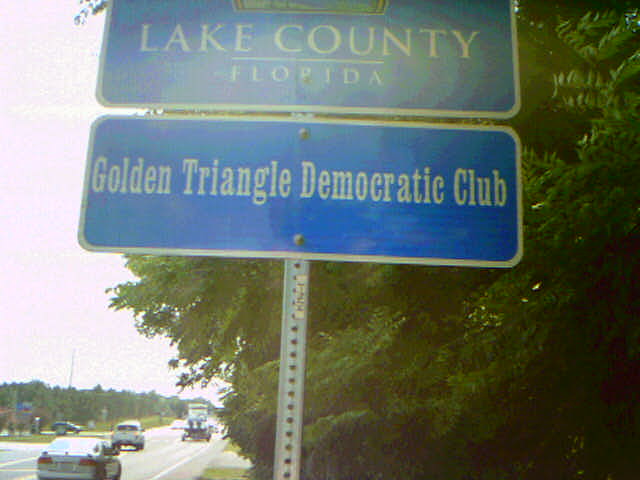 LAKE COUNTY
FLORIDA
Golden Triangle Democratic Club